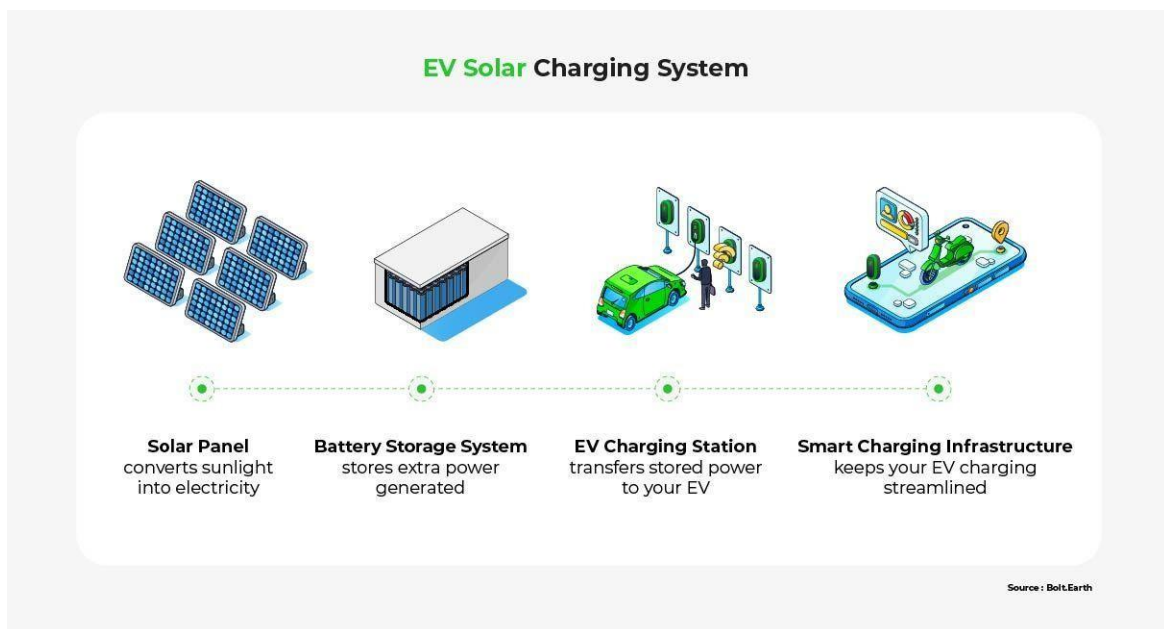 EV Solar Charging System
Solar Panel
converts sunlight
into electricity
Battery Storage System
stores extra power
generated
EV Charging Station
transfers stored power
to your EV
Smart Charging Infrastructure
keeps your EV charging
streamlined
Source : Bolt.Earth